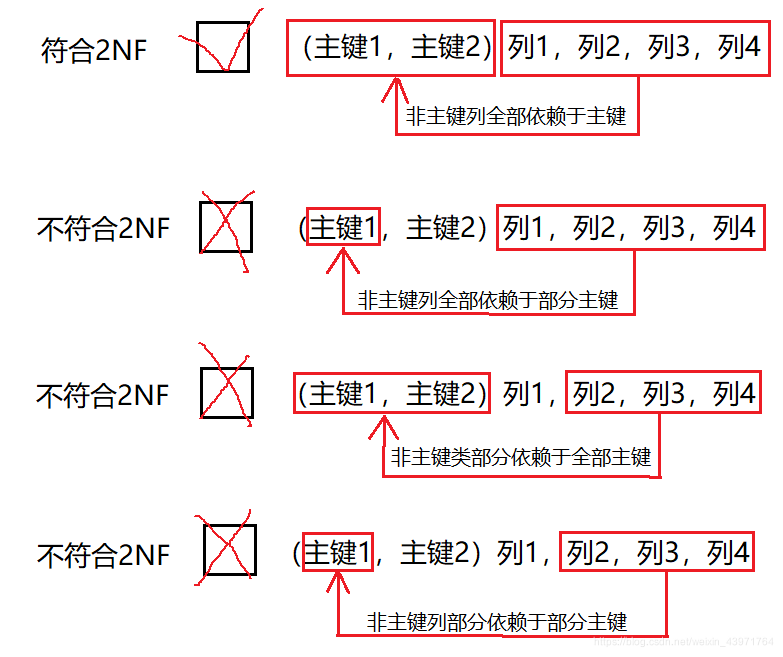 符合2NF （主键1，主键2） 列1，列2，列3，列4
非主键列全部依赖于主键
不符合2NF （主键1，主键2）列1，列2，列3，列4
非主键列全部依赖于部分主键
不符合2NF （主键1，主键2）列1，列2，列3，列4
非主键类部分依赖于全部主键
不符合2NF （主键1，主键2）列1，列2，列3，列4
非主键列部分依赖于部分主键
https://blog.csdn.net/weixin_43971764